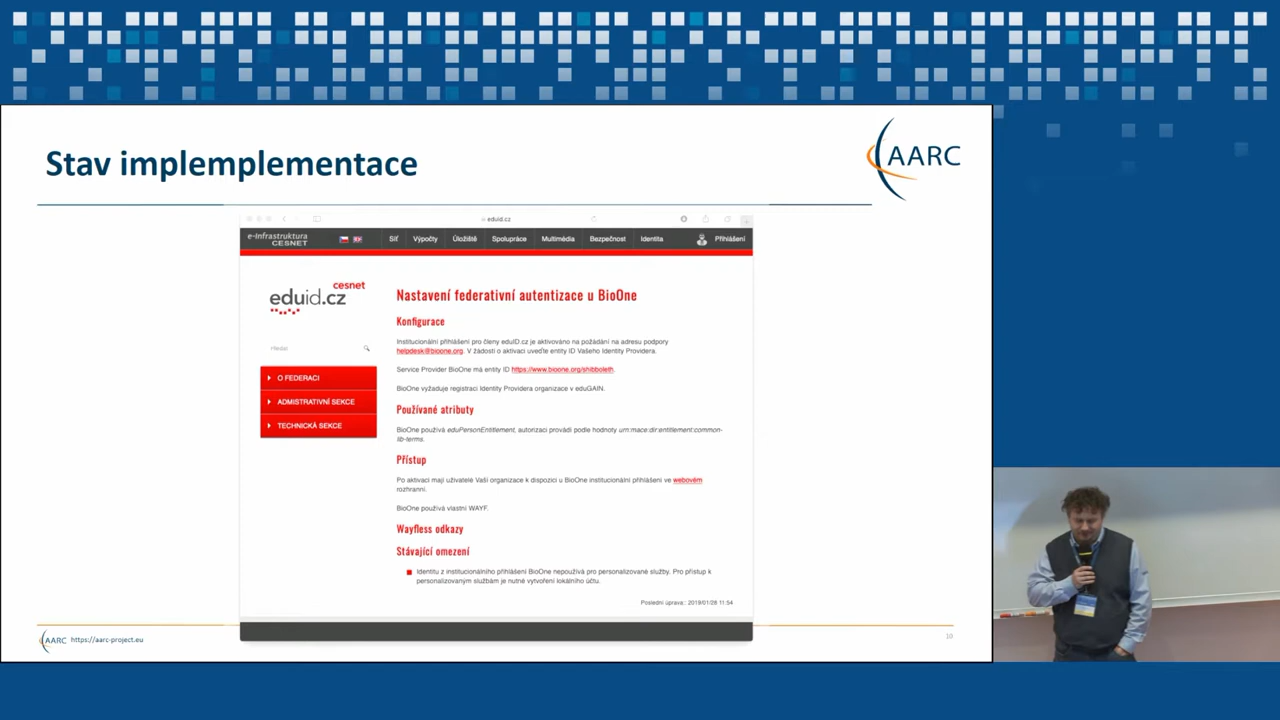 Stav implemplementace
AARC
eduid.cz
e-Infrastruktura
CESNET
Síť Výpočty Úložiště Spolupráce Multimédia Bezpečnost Identita Přihlášení
cesnet
eduid.cz
Hledar
O FEDERACI
ADMISTRATIVNÍ SEKCE
TECHNICKÁ SEKCE
Nastavení federativní autentizace u BioOne
Konfigurace
Institucionální přihlášení pro členy eduID.cz je aktivováno na požádání na adresu podpory
helpdesk@bioone.org. V žádosti o aktivaci uveďte entity ID Vašeho Identity Providera.
Service Provider BioOne má entity ID https://www.bioone.org/shibboleth.
BioOne vyžaduje registraci Identity Providera organizace v eduGAIN.
Používané atributy
BioOne používá eduPersonEntitlement, autorizaci provádí podle hodnoty urn:mace:dir:entitlement:common-
lib-terms.
Přístup
Po aktivaci mají uživatelé Vaší organizace k dispozici u BioOne institucionální přihlášení ve webovém
rozhraní.
BioOne používá vlastní WAYF.
Wayfless odkazy
Stávající omezení
Identitu z institucionálního přihlášení BioOne nepoužívá pro personalizované služby. Pro přístup k
personalizovaným službám je nutné vytvoření lokálního účtu.
Poslední úprava:: 2019/01/28 11:54
AARC https://aarc-project.eu
10